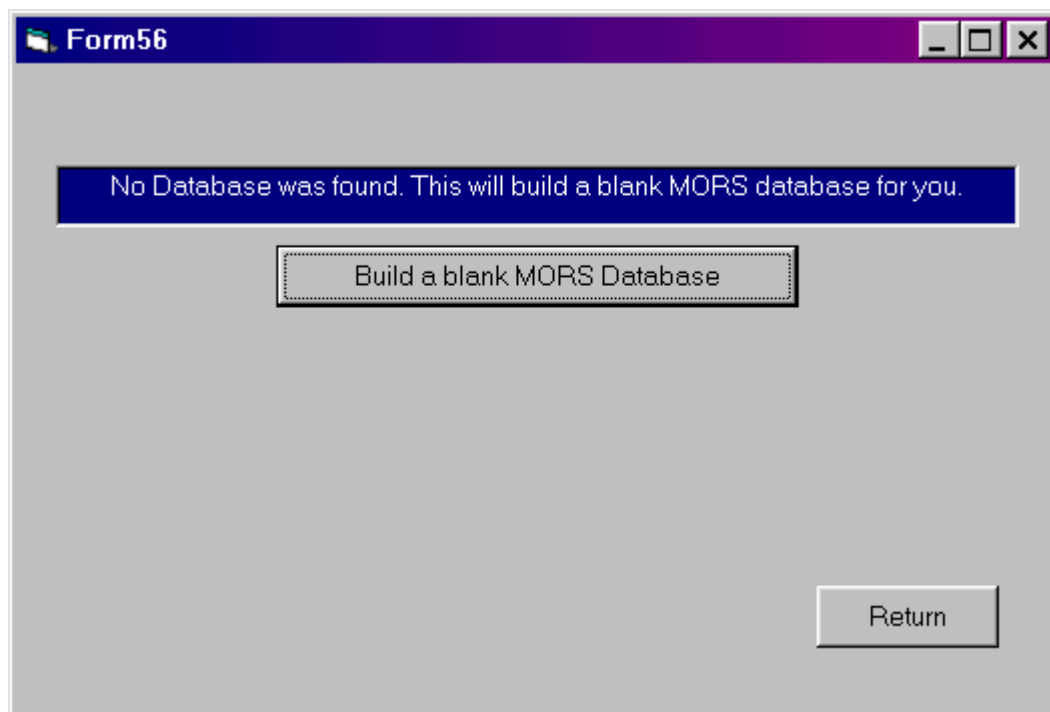 Form56
No Database was found. This will build a blank MORS database for you.
Build a blank MORS Database
Return